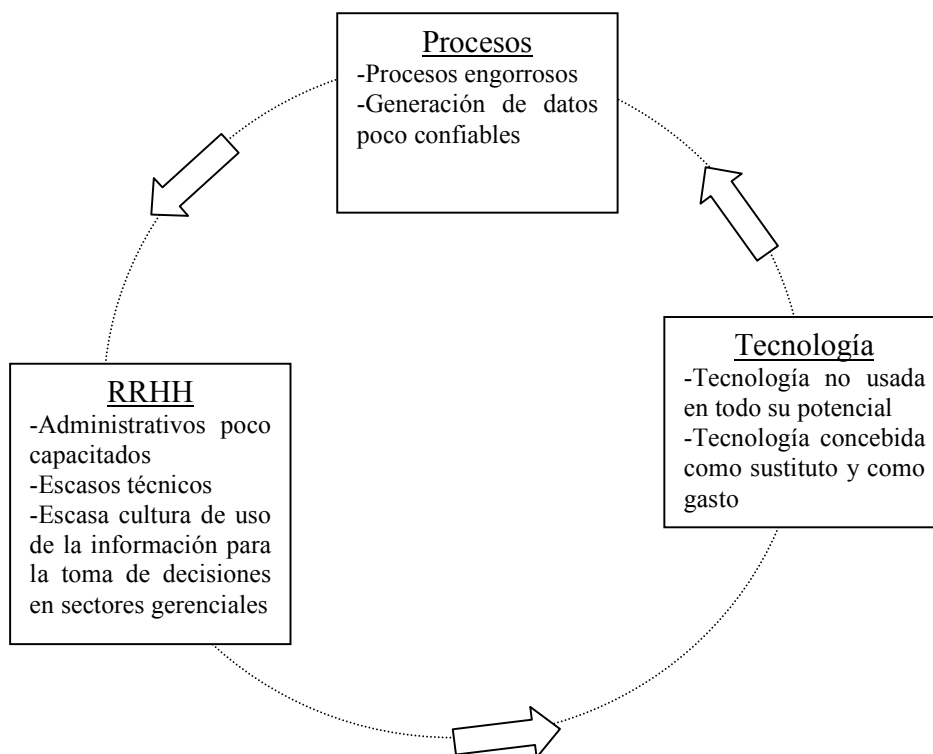 Procesos
-Procesos engorrosos
-Generación de datos
poco confiables
Tecnología
-Tecnología no usada
en todo su potencial
-Tecnología concebida
como sustituto y como
gasto
RRHH
-Administrativos poco
capacitados
-Escasos técnicos
-Escasa cultura de uso
de la información para
la toma de decisiones
en sectores gerenciales